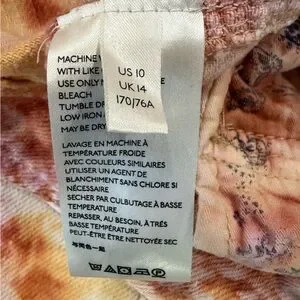 MACHINE
WITH LIKE
USE ONLY
BLEACH
TUMBLE D
LOW IRON
MAY BE DRY
US 10
UK 14
170/76A
LAVAGE EN MACHINE À
TEMPÉRATURE FROIDE
AVEC COULEURS SIMILAIRES
UTILISER UN AGENT DE
BLANCHIMENT SANS CHLORE SI
NÉCESSAIRE
SECHER PAR CULBUTAGE À BASSE
TEMPERATURE
REPASSER, AU BESOIN, À TRÈS
BASSE TEMPÉRATURE
PEUT-ÊTRE ÊTRE NETTOYÉE SEC